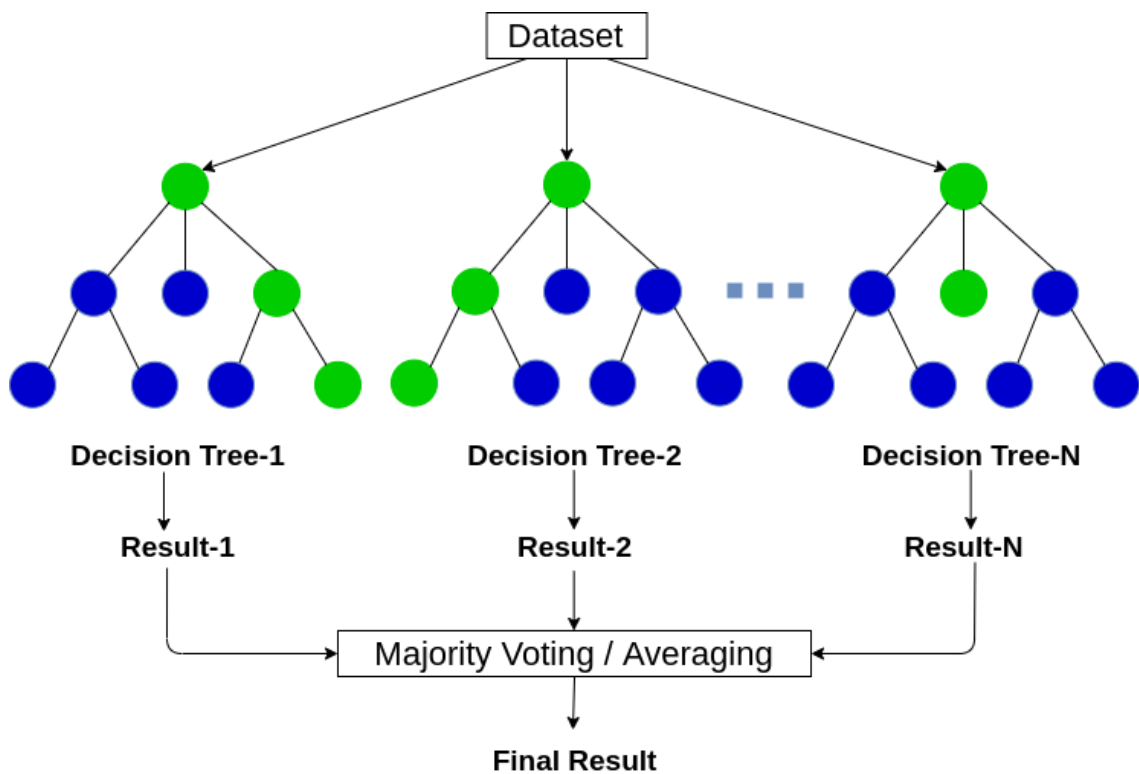 Dataset
Decision Tree-1
Decision Tree-2
Decision Tree-N
Result-1
Result-2
Result-N
Majority Voting / Averaging
Final Result